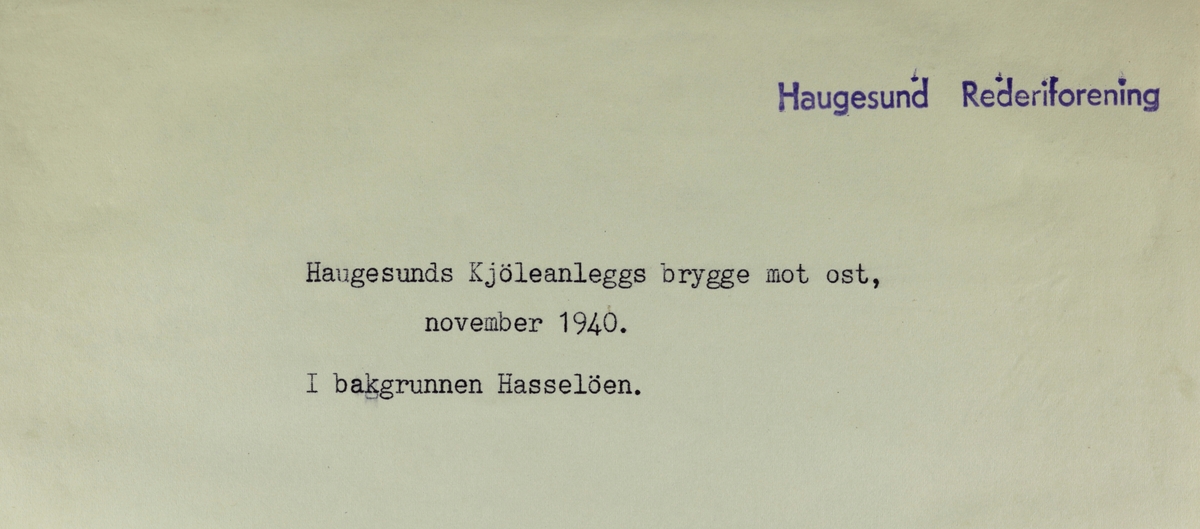 Haugesund Rederiforening
Haugesunds Kjöleanleggs brygge mot ost,
november 1940.
I bakgrunnen Hasselöen.